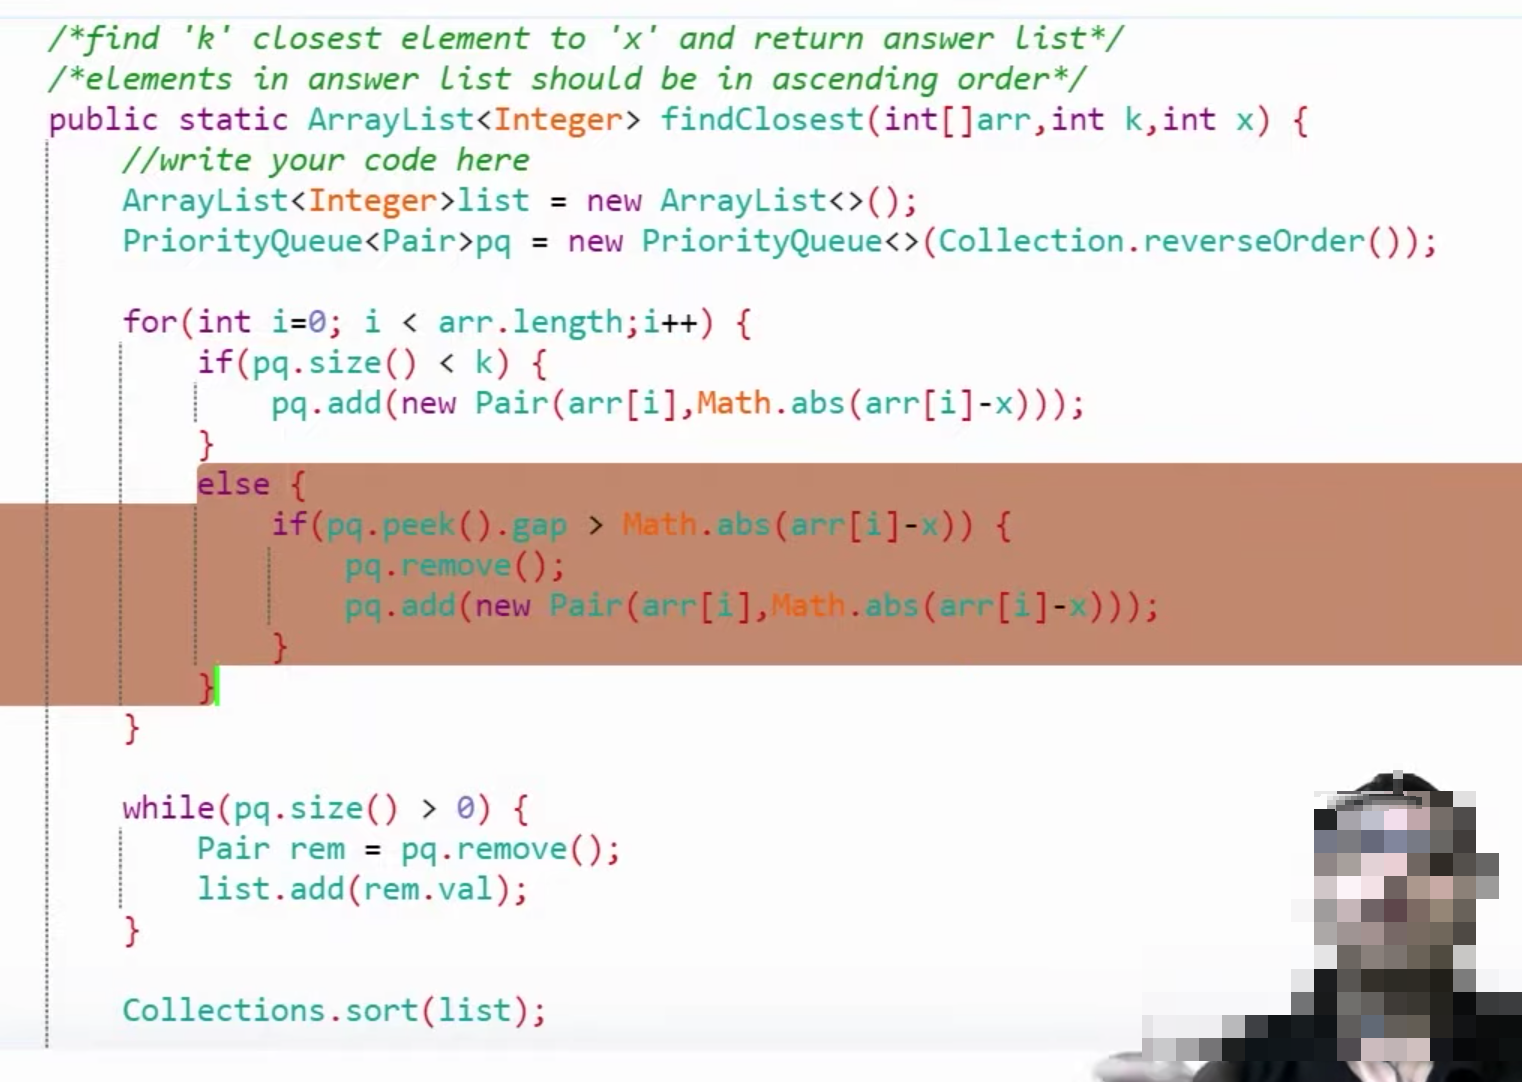 /*find 'k' closest element to 'x' and return answer list*/
/*elements in answer list should be in ascending order*/
public static ArrayList<Integer> findClosest(int[]arr,int k,int x) {
//write your code here
ArrayList<Integer>list = new ArrayList<>();
PriorityQueue<Pair>pq = new PriorityQueue<>(Collection.reverseOrder());
for(int i=0; i < arr.length;i++) {
if(pq.size() < k) {
pq.add(new Pair(arr[i],Math.abs(arr[i]-x)));
}
else {
if(pq.peek().gap > Math.abs(arr[i]-x)) {
pq.remove();
pq.add(new Pair(arr[i],Math.abs(arr[i]-x)));
}
}
}
while(pq.size() > 0) {
Pair rem = pq.remove();
list.add(rem.val);
}
Collections.sort(list);